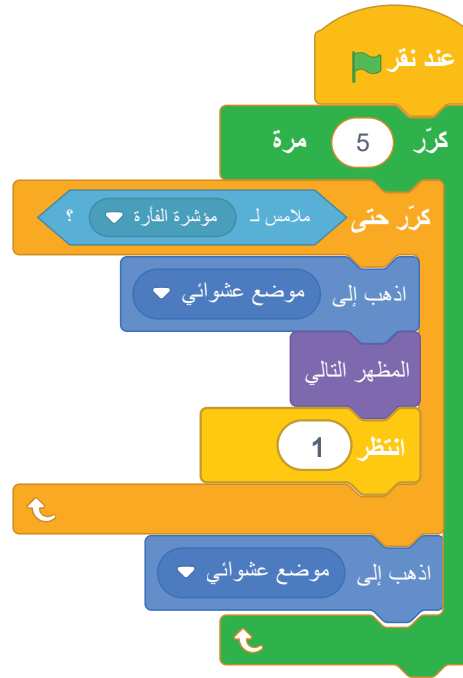 عند نقر
كرّر 5 مرة
كرّر حتى ملامس لـ مؤشرة الفأرة ؟
اذهب إلى موضع عشوائي
المظهر التالي
انتظر 1
اذهب إلى موضع عشوائي